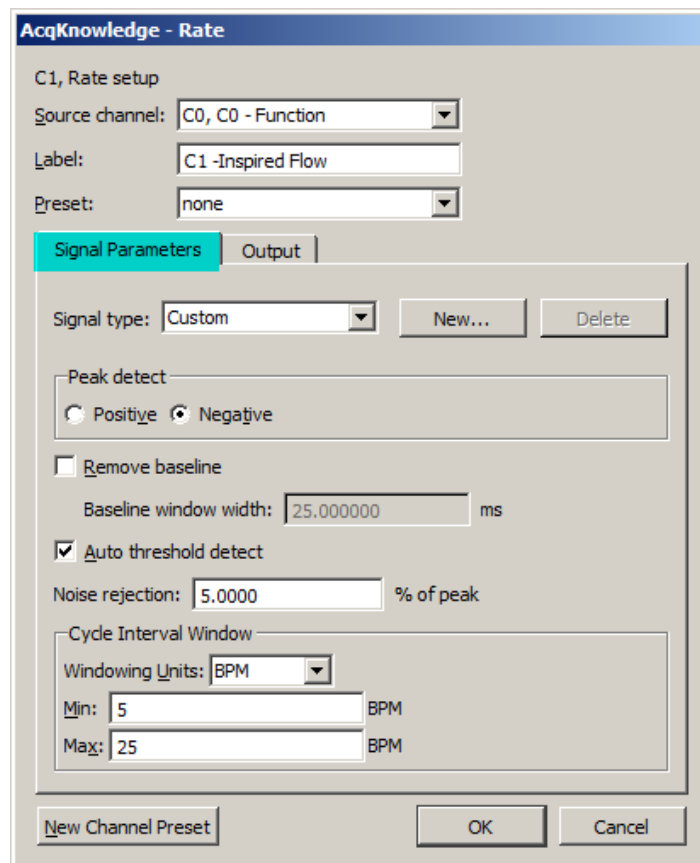 AcqKnowledge - Rate
C1, Rate setup
Source channel: C0, C0 - Function
Label: C1 -Inspired Flow
Preset: none
Signal Parameters Output
Signal type: Custom New... Delete
Peak detect
Positive Negative
Remove baseline
Baseline window width: 25.000000 ms
Auto threshold detect
Noise rejection: 5.0000 % of peak
Cycle Interval Window
Windowing Units: BPM
Min: 5 BPM
Max: 25 BPM
New Channel Preset OK Cancel